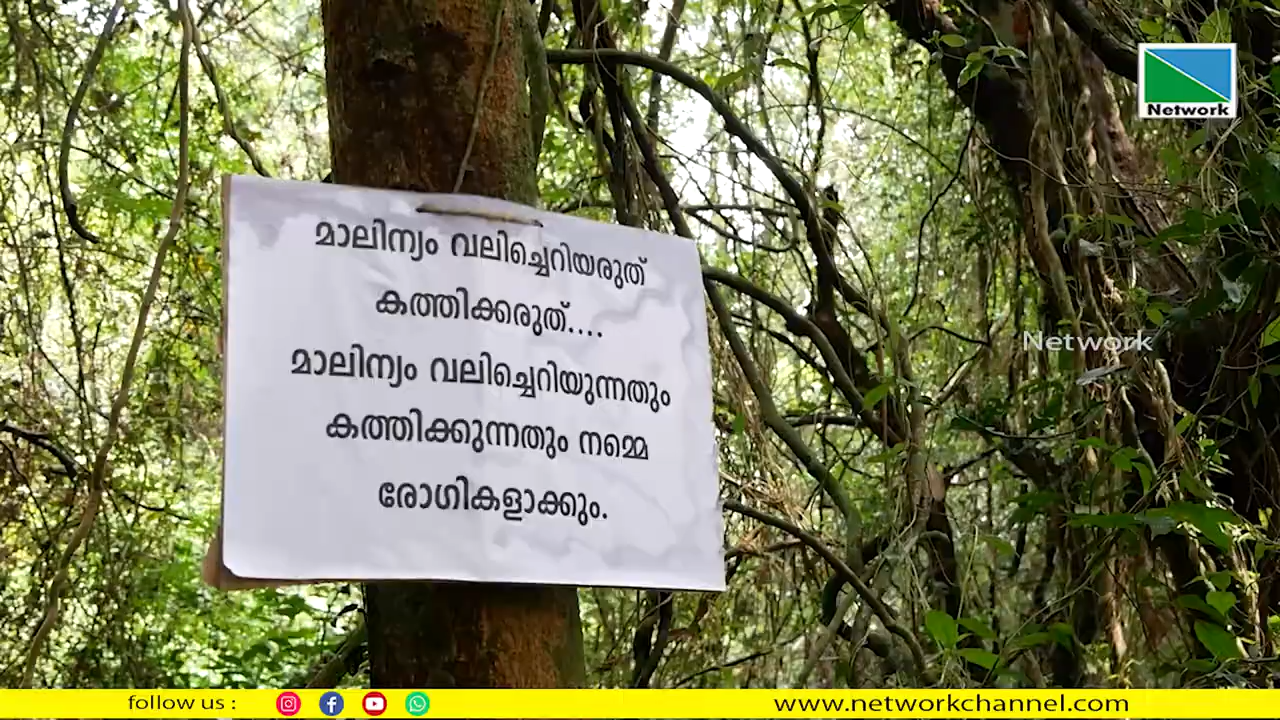 Network
മാലിന്യം വലിച്ചെറിയരുത്
കത്തിക്കരുത്....
മാലിന്യം വലിച്ചെറിയുന്നതും
കത്തിക്കുന്നതും നമ്മെ
രോഗികളാക്കും.
Network
follow us :
www.networkchannel.com